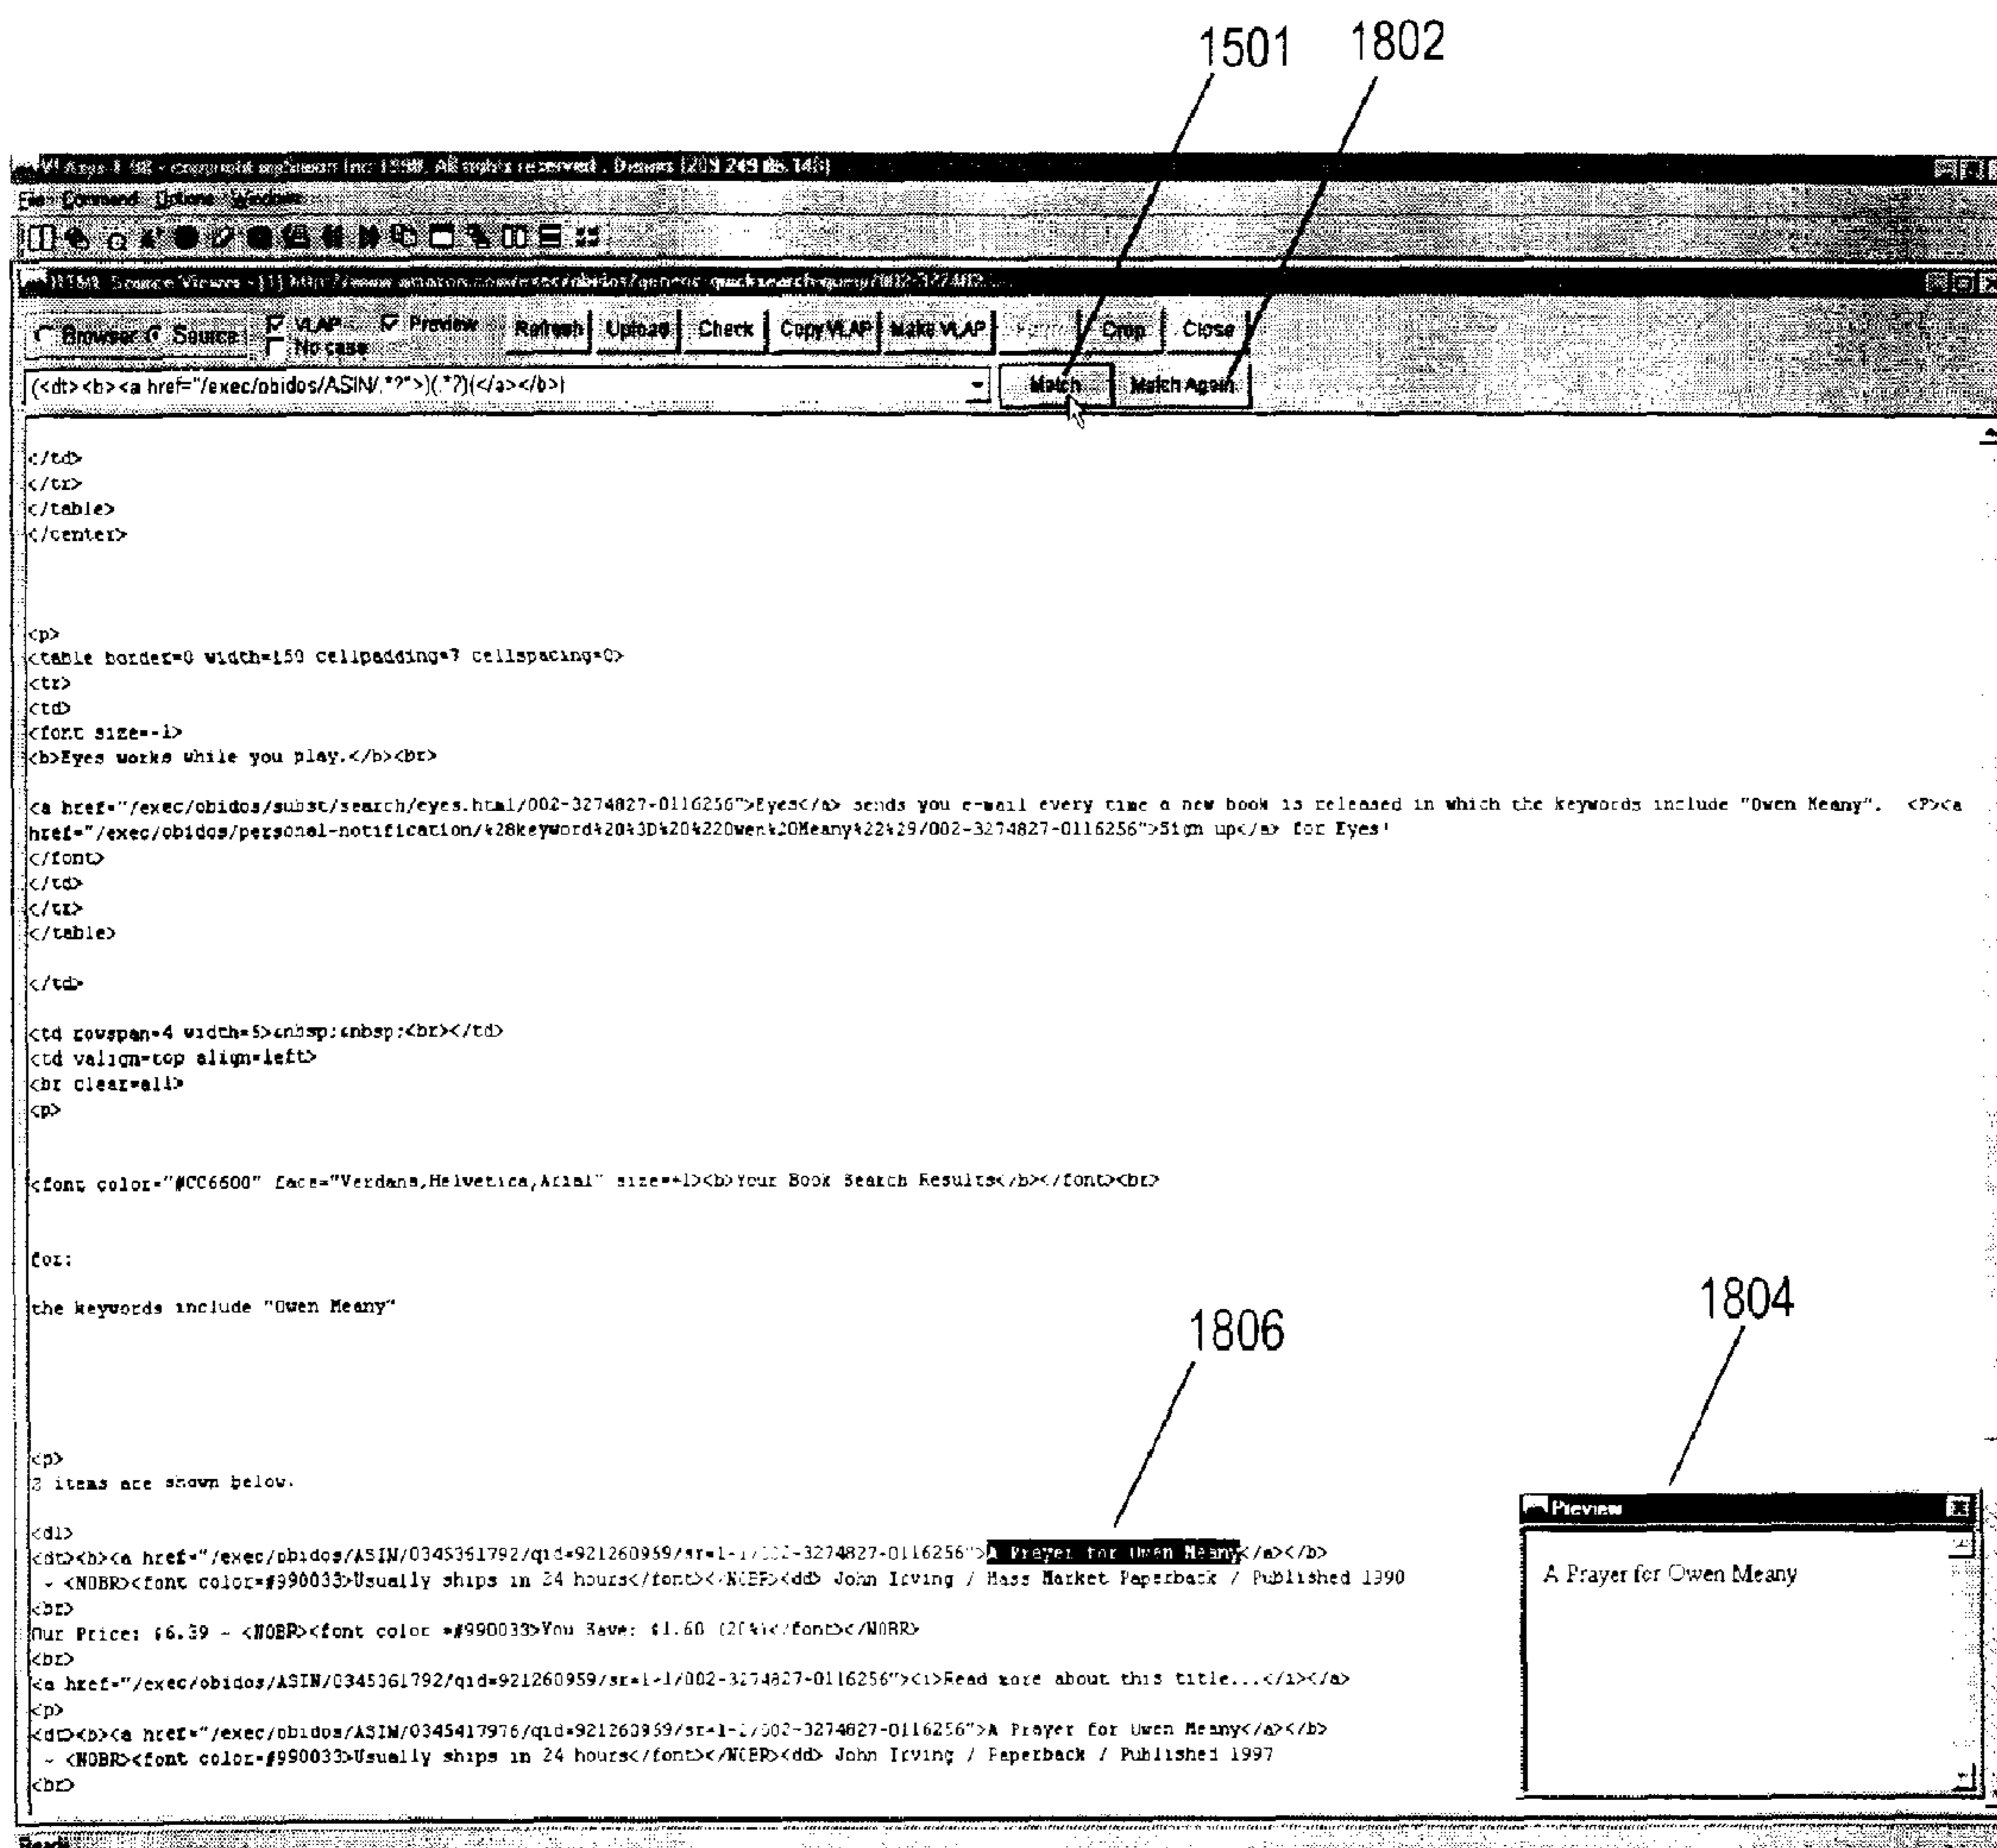 1501 1802
File Command Options Windows
Browser Source VLAP No case Preview Refresh Upload Check Copy VLAP Make VLAP Crop Close
(<dt><b><a href="/exec/obidos/ASIN/.*?">)(.*?)(</a></b>) Match Match Again
</td>
</tr>
</table>
</center>
<p>
<table border=0 width=150 cellpadding=7 cellspacing=0>
<tr>
<td>
<font size=-1>
<b>Eyes works while you play.</b><br>
<a href="/exec/obidos/subst/search/eyes.html/002-3274827-0116256">Eyes</a> sends you e-mail every time a new book is released in which the keywords include "Owen Meany".  <P><a
href="/exec/obidos/personal-notification/%28keyword%20%3D%20%22Owen%20Meany%22%29/002-3274827-0116256">Sign up</a> for Eyes!
</font>
</td>
</tr>
</table>
</td>
<td rowspan=4 width=5>&nbsp;&nbsp;<br></td>
<td valign=top align=left>
<br clear=all>
<p>
<font color="#CC6600" face="Verdana,Helvetica,Arial" size=+1><b>Your Book Search Results</b></font><br>
for:
the keywords include "Owen Meany"
1806 1804
<p>
items are shown below.
<dl>
<dt><b><a href="/exec/obidos/ASIN/0345361792/qid=921260959/sr=1-1/002-3274827-0116256">A Prayer for Owen Meany</a></b>
~ <NOBR><font color=#990033>Usually ships in 24 hours</font></NOBR><dd> John Irving / Mass Market Paperback / Published 1990
<br>
Our Price: $6.39 ~ <NOBR><font color =#990033>You Save: $1.60 (20%)</font></NOBR>
<br>
<a href="/exec/obidos/ASIN/0345361792/qid=921260959/sr=1-1/002-3274827-0116256"><i>Read more about this title...</i></a>
<p>
<dt><b><a href="/exec/obidos/ASIN/0345417976/qid=921260959/sr=1-2/002-3274827-0116256">A Prayer for Owen Meany</a></b>
~ <NOBR><font color=#990033>Usually ships in 24 hours</font></NOBR><dd> John Irving / Paperback / Published 1997
<br>
Preview
A Prayer for Owen Meany
Ready